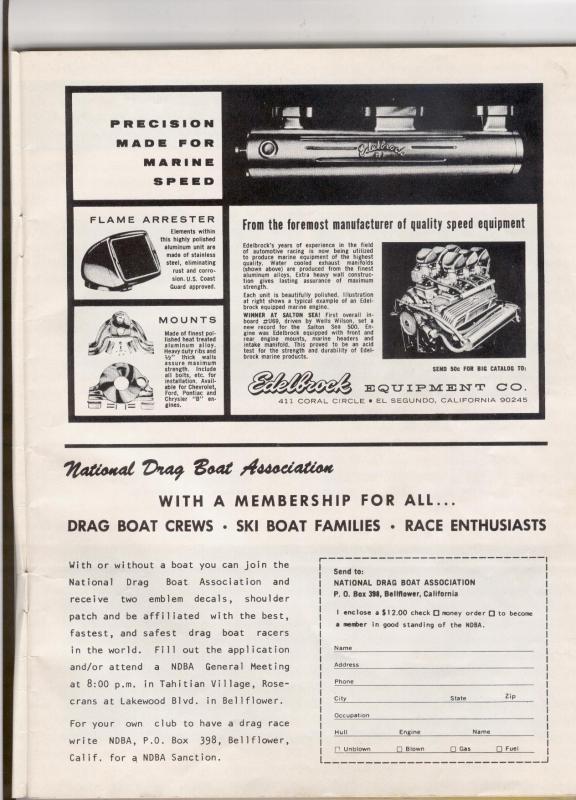 PRECISION
MADE FOR
MARINE
SPEED
Edelbrock
FLAME ARRESTER
Elements within
this highly polished
aluminum unit are
made of stainless
steel, eliminating
rust and corro-
sion. U.S. Coast
Guard approved.
MOUNTS
Made of finest pol-
ished heat treated
aluminum alloy.
Heavy duty ribs and
½" thick walls
assure maximum
strength. Include
all bolts, etc. for
installation. Avail-
able for Chevrolet,
Ford, Pontiac and
Chrysler "B" en-
gines.
From the foremost manufacturer of quality speed equipment
Edelbrock's years of experience in the field
of automotive racing is now being utilized
to produce marine equipment of the highest
quality. Water cooled exhaust manifolds
(shown above) are produced from the finest
aluminum alloys. Extra heavy wall construc-
tion gives lasting assurance of maximum
strength.
Each unit is beautifully polished. Illustration
at right shows a typical example of an Edel-
brock equipped marine engine.
WINNER AT SALTON SEA! First overall in-
board #U69, driven by Wells Wilson, set a
new record for the Salton Sea 500. En-
gine was Edelbrock equipped with front and
rear engine mounts, marine headers and
intake manifold. This proved to be an acid
test for the strength and durability of Edel-
brock marine products.
SEND 50c FOR BIG CATALOG TO:
Edelbrock EQUIPMENT CO.
411 CORAL CIRCLE • EL SEGUNDO, CALIFORNIA 90245
National Drag Boat Association
WITH A MEMBERSHIP FOR ALL...
DRAG BOAT CREWS · SKI BOAT FAMILIES · RACE ENTHUSIASTS
With or without a boat you can join the
National Drag Boat Association and
receive two emblem decals, shoulder
patch and be affiliated with the best,
fastest, and safest drag boat racers
in the world. Fill out the application
and/or attend a NDBA General Meeting
at 8:00 p.m. in Tahitian Village, Rose-
crans at Lakewood Blvd. in Bellflower.
For your own club to have a drag race
write NDBA, P.O. Box 398, Bellflower,
Calif. for a NDBA Sanction.
Send to:
NATIONAL DRAG BOAT ASSOCIATION
P. O. Box 398, Bellflower, California
I enclose a $12.00 check □ money order □ to become
a member in good standing of the NDBA.
Name
Address
Phone
City State Zip
Occupation
Hull Engine Name
□ Unblown □ Blown □ Gas □ Fuel